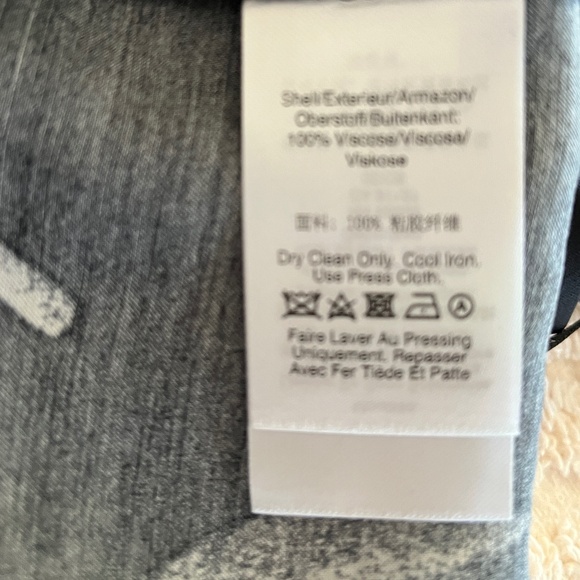 Shell/Exterieur/Armazon/
Oberstoff/Buitenkant:
100% Viscose/Viscosa/
Viskose
面料: 100% 粘胶纤维
Dry Clean Only. Cool Iron.
Use Press Cloth.
A
Faire Laver Au Pressing
Uniquement. Repasser
Avec Fer Tiède Et Patte